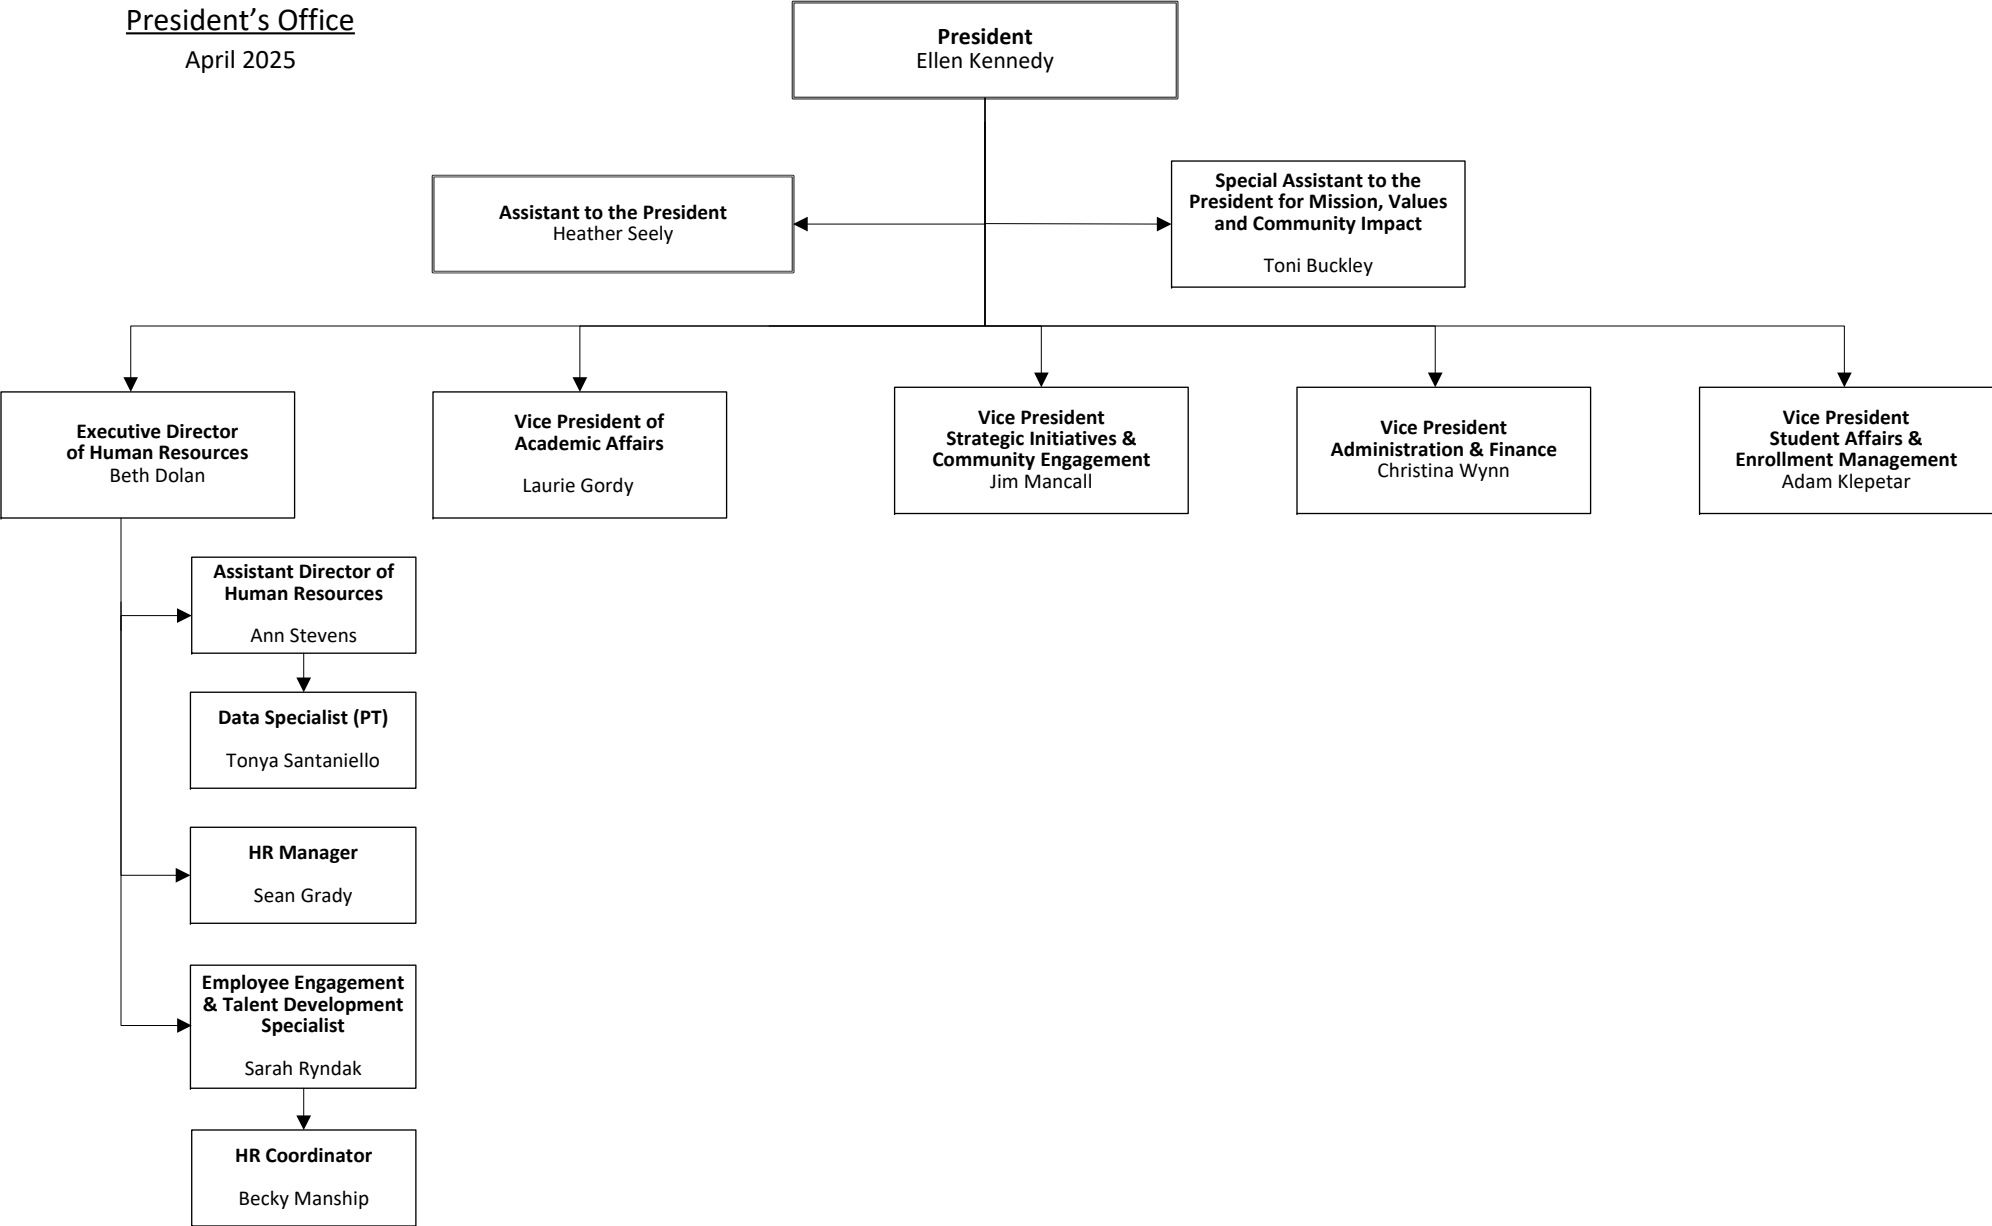 President’s Office
April 2025
President
Ellen Kennedy
Assistant to the President
Heather Seely
Special Assistant to the
President for Mission, Values
and Community Impact
Toni Buckley
Executive Director
of Human Resources
Beth Dolan
Vice President of
Academic Affairs
Laurie Gordy
Vice President
Strategic Initiatives &
Community Engagement
Jim Mancall
Vice President
Administration & Finance
Christina Wynn
Vice President
Student Affairs &
Enrollment Management
Adam Klepetar
Assistant Director of
Human Resources
Ann Stevens
Data Specialist (PT)
Tonya Santaniello
HR Manager
Sean Grady
Employee Engagement
& Talent Development
Specialist
Sarah Ryndak
HR Coordinator
Becky Manship